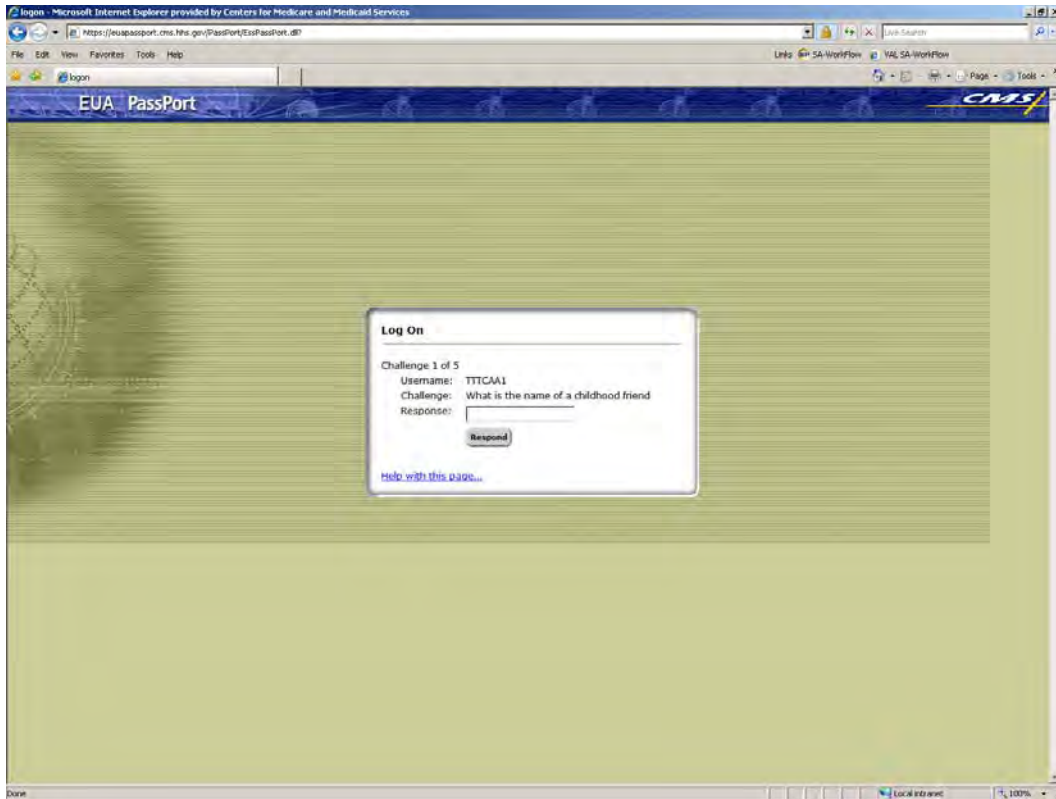 logon - Microsoft Internet Explorer provided by Centers for Medicare and Medicaid Services
https://euapassport.cms.hhs.gov/PassPort/EssPassPort.dll?
Live Search
File Edit View Favorites Tools Help
Links SA-WorkFlow VAL SA-WorkFlow
logon
Page Tools
EUA PassPort
CMS
Log On
Challenge 1 of 5
Username: TTTCAA1
Challenge: What is the name of a childhood friend
Response:
Respond
Help with this page...
Done
Local intranet
100%